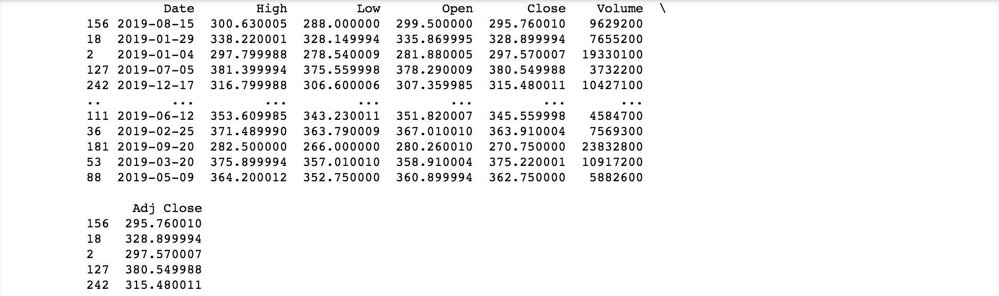 Date High Low Open Close Volume \
156 2019-08-15 300.630005 288.000000 299.500000 295.760010 9629200
18 2019-01-29 338.220001 328.149994 335.869995 328.899994 7655200
2 2019-01-04 297.799988 278.540009 281.880005 297.570007 19330100
127 2019-07-05 381.399994 375.559998 378.290009 380.549988 3732200
242 2019-12-17 316.799988 306.600006 307.359985 315.480011 10427100
.. ... ... ... ... ... ...
111 2019-06-12 353.609985 343.230011 351.820007 345.559998 4584700
36 2019-02-25 371.489990 363.790009 367.010010 363.910004 7569300
181 2019-09-20 282.500000 266.000000 280.260010 270.750000 23832800
53 2019-03-20 375.899994 357.010010 358.910004 375.220001 10917200
88 2019-05-09 364.200012 352.750000 360.899994 362.750000 5882600
Adj Close
156 295.760010
18 328.899994
2 297.570007
127 380.549988
242 315.480011